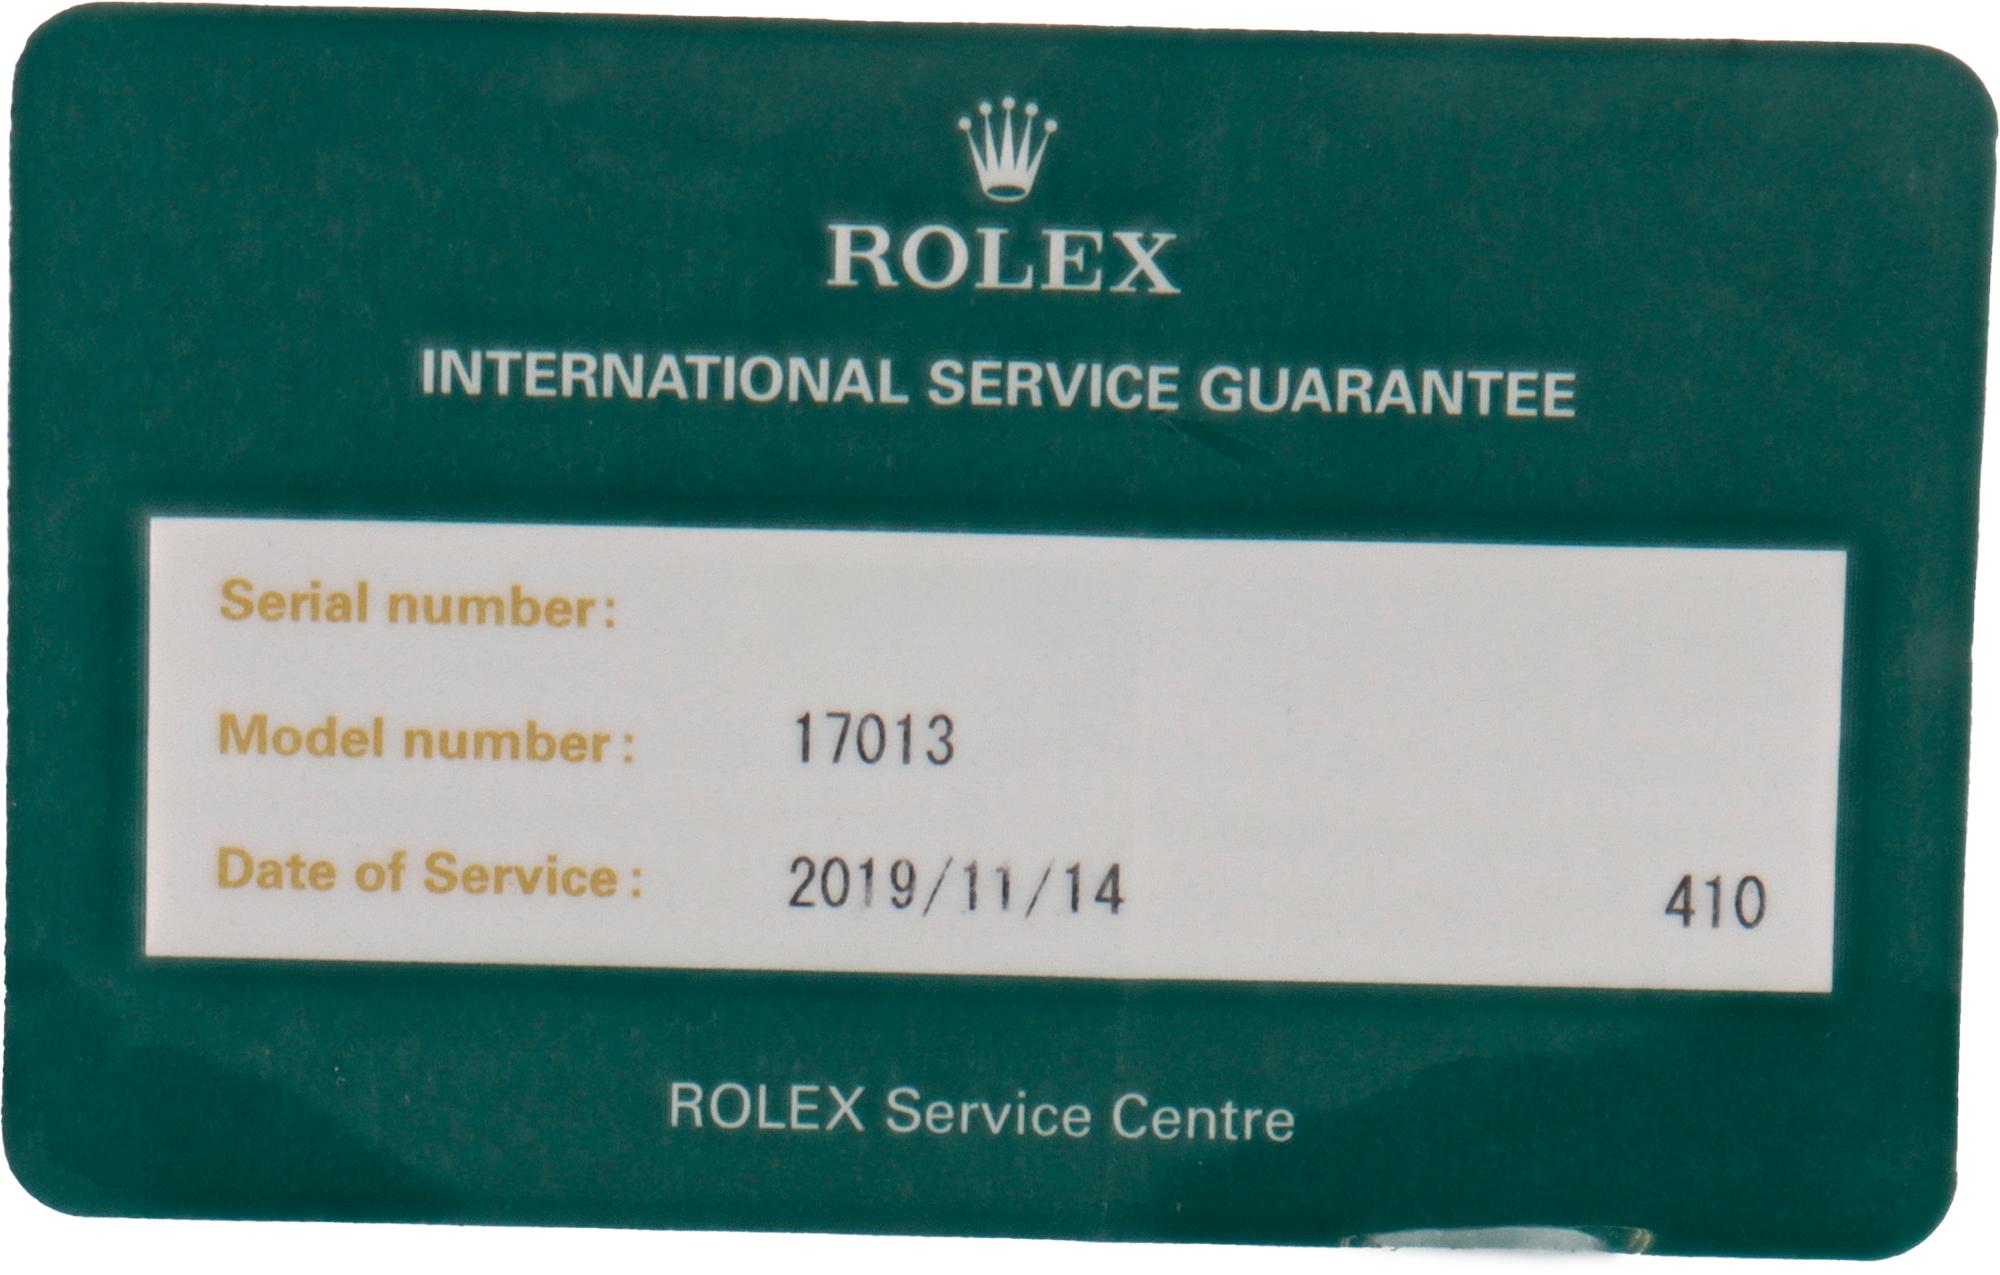 ROLEX
INTERNATIONAL SERVICE GUARANTEE
Serial number:
Model number: 17013
Date of Service: 2019/11/14 410
ROLEX Service Centre